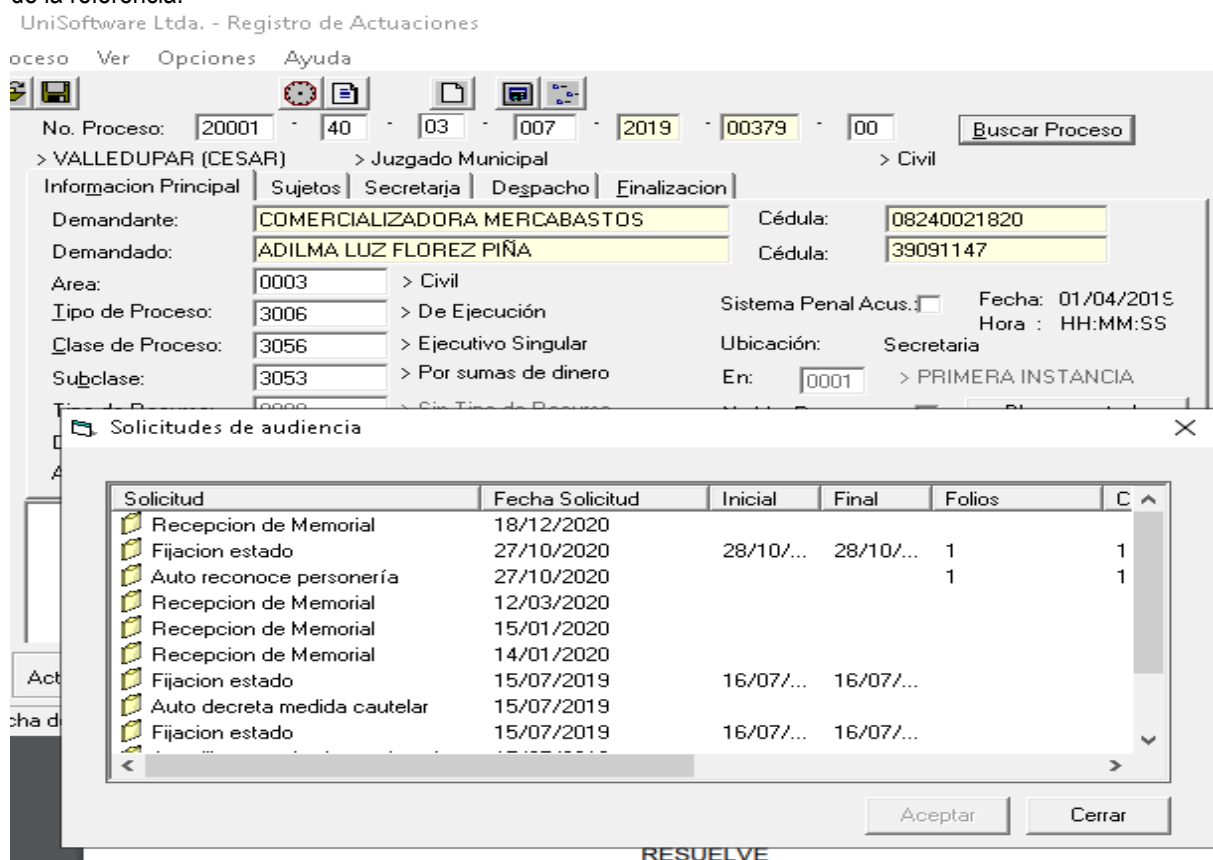 de la referencia.
UniSoftware Ltda. - Registro de Actuaciones
oceso Ver Opciones Ayuda
No. Proceso: 20001 - 40 - 03 - 007 - 2019 - 00379 - 00 Buscar Proceso
> VALLEDUPAR (CESAR) > Juzgado Municipal > Civil
Informacion Principal Sujetos Secretaria Despacho Finalizacion
Demandante: COMERCIALIZADORA MERCABASTOS Cédula: 08240021820
Demandado: ADILMA LUZ FLOREZ PIÑA Cédula: 39091147
Area: 0003 > Civil
Sistema Penal Acus.: Fecha: 01/04/2019
Tipo de Proceso: 3006 > De Ejecución
Hora : HH:MM:SS
Clase de Proceso: 3056 > Ejecutivo Singular Ubicación: Secretaria
Subclase: 3053 > Por sumas de dinero En: 0001 > PRIMERA INSTANCIA
Solicitudes de audiencia
Solicitud Fecha Solicitud Inicial Final Folios C
Recepcion de Memorial 18/12/2020
Fijacion estado 27/10/2020 28/10/... 28/10/... 1 1
Auto reconoce personería 27/10/2020 1 1
Recepcion de Memorial 12/03/2020
Recepcion de Memorial 15/01/2020
Recepcion de Memorial 14/01/2020
Fijacion estado 15/07/2019 16/07/... 16/07/...
Auto decreta medida cautelar 15/07/2019
Fijacion estado 15/07/2019 16/07/... 16/07/...
Act
cha d
Aceptar Cerrar
RESUELVE